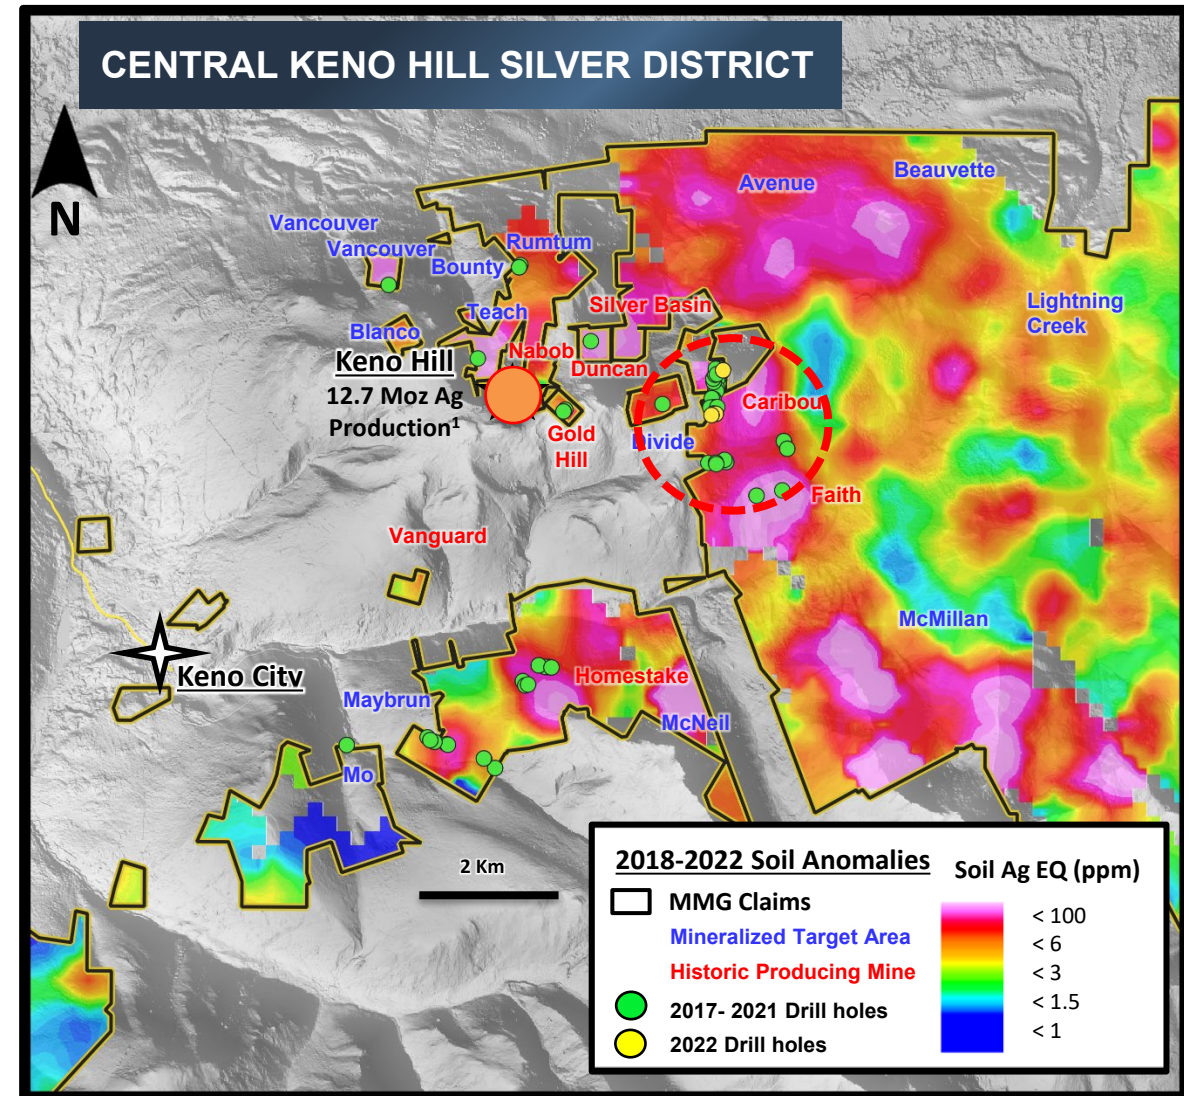 CENTRAL KENO HILL SILVER DISTRICT
N
Avenue
Beauvette
Vancouver
Vancouver
Rumtum
Bounty
Silver Basin
Lightning
Creek
Teach
Blanco
Nabob
Keno Hill
Duncan
12.7 Moz Ag
Production¹
Caribou
Gold
Hill
Divide
Faith
Vanguard
McMillan
Keno City
Homestake
Maybrun
McNeil
Mo
2 Km
2018-2022 Soil Anomalies
MMG Claims
Mineralized Target Area
Historic Producing Mine
2017- 2021 Drill holes
2022 Drill holes
Soil Ag EQ (ppm)
< 100
< 6
< 3
< 1.5
< 1